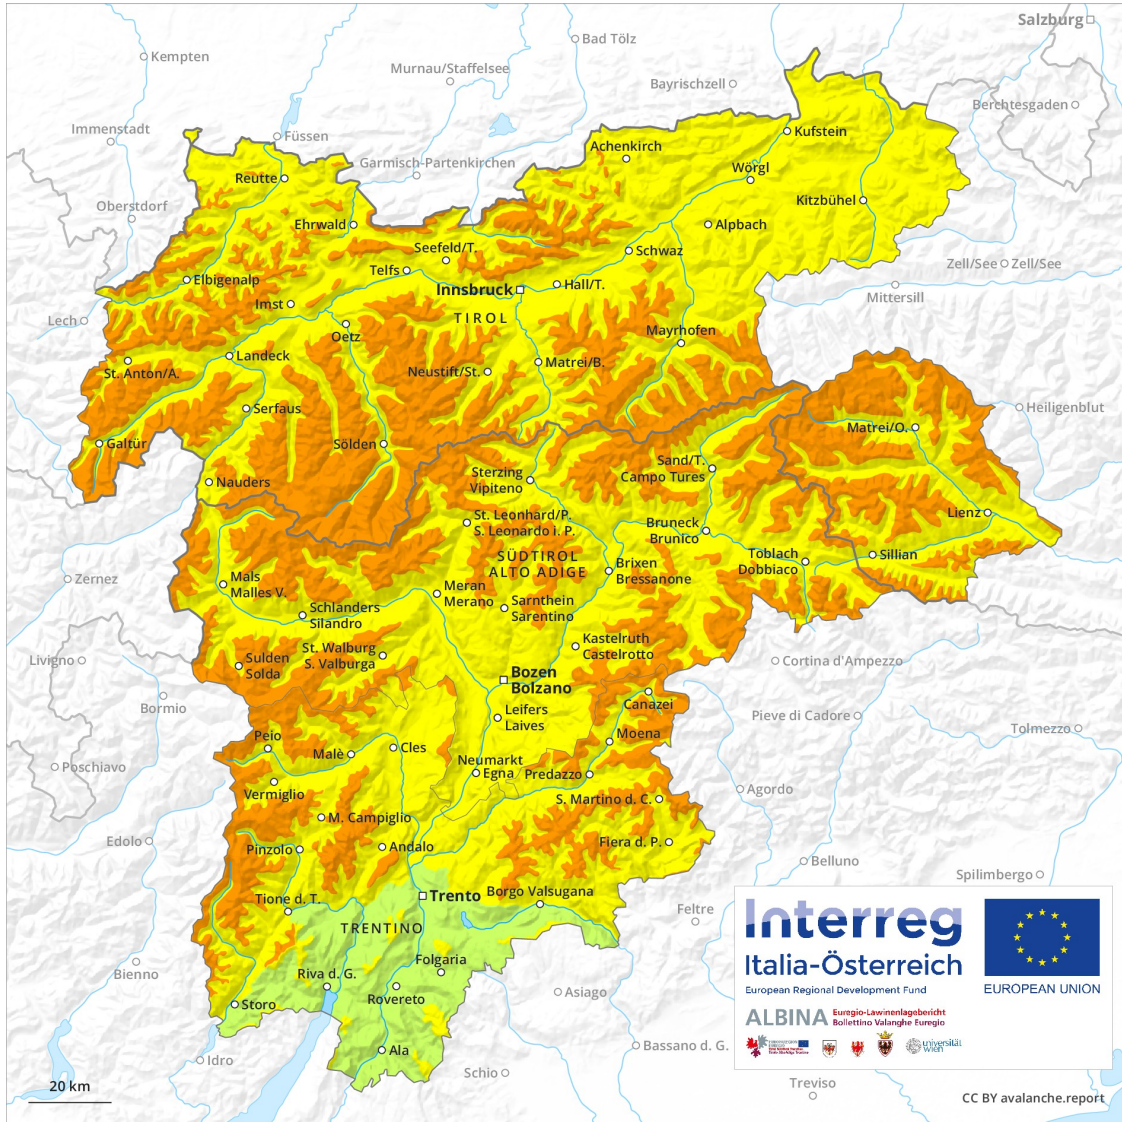 Salzburg
Bad Tölz
Kempten
Murnau/Staffelsee
Bayrischzell
Berchtesgaden
Immenstadt
Füssen
Kufstein
Achenkirch
Garmisch-Partenkirchen
Wörgl
Reutte
Kitzbühel
Oberstdorf
Ehrwald
Alpbach
Seefeld/T.
Schwaz
Telfs
Zell/See
Zell/See
Elbigenalp
Hall/T.
Innsbruck
Mittersill
Imst
TIROL
Lech
Mayrhofen
Oetz
Landeck
Matrei/B.
St. Anton/A.
Neustift/St.
Serfaus
Heiligenblut
Matrei/O.
Galtür
Sölden
Sand/T.
Campo Tures
Sterzing
Vipiteno
Nauders
Lienz
St. Leonhard/P.
S. Leonardo i. P.
Bruneck
Brunico
SÜDTIROL
ALTO ADIGE
Toblach
Dobbiaco
Sillian
Brixen
Bressanone
Zernez
Mals
Malles V.
Meran
Merano
Sarnthein
Sarentino
Schlanders
Silandro
Kastelruth
Castelrotto
St. Walburg
S. Valburga
Livigno
Sulden
Solda
Cortina d'Ampezzo
Bozen
Bolzano
Bormio
Canazei
Leifers
Laives
Pieve di Cadore
Tolmezzo
Peio
Moena
Malè
Cles
Neumarkt
Egna
Predazzo
Poschiavo
Vermiglio
Agordo
S. Martino d. C.
M. Campiglio
Edolo
Pinzolo
Andalo
Fiera d. P.
Belluno
Spilimbergo
Trento
Borgo Valsugana
Tione d. T.
Feltre
TRENTINO
Folgaria
Bienno
Riva d. G.
Rovereto
Asiago
Storo
Ala
Bassano d. G.
Idro
Schio
Treviso
20 km
Interreg
Italia-Österreich
European Regional Development Fund
EUROPEAN UNION
ALBINA
Euregio-Lawinenlagebericht
Bollettino Valanghe Euregio
universität
wien
CC BY avalanche.report